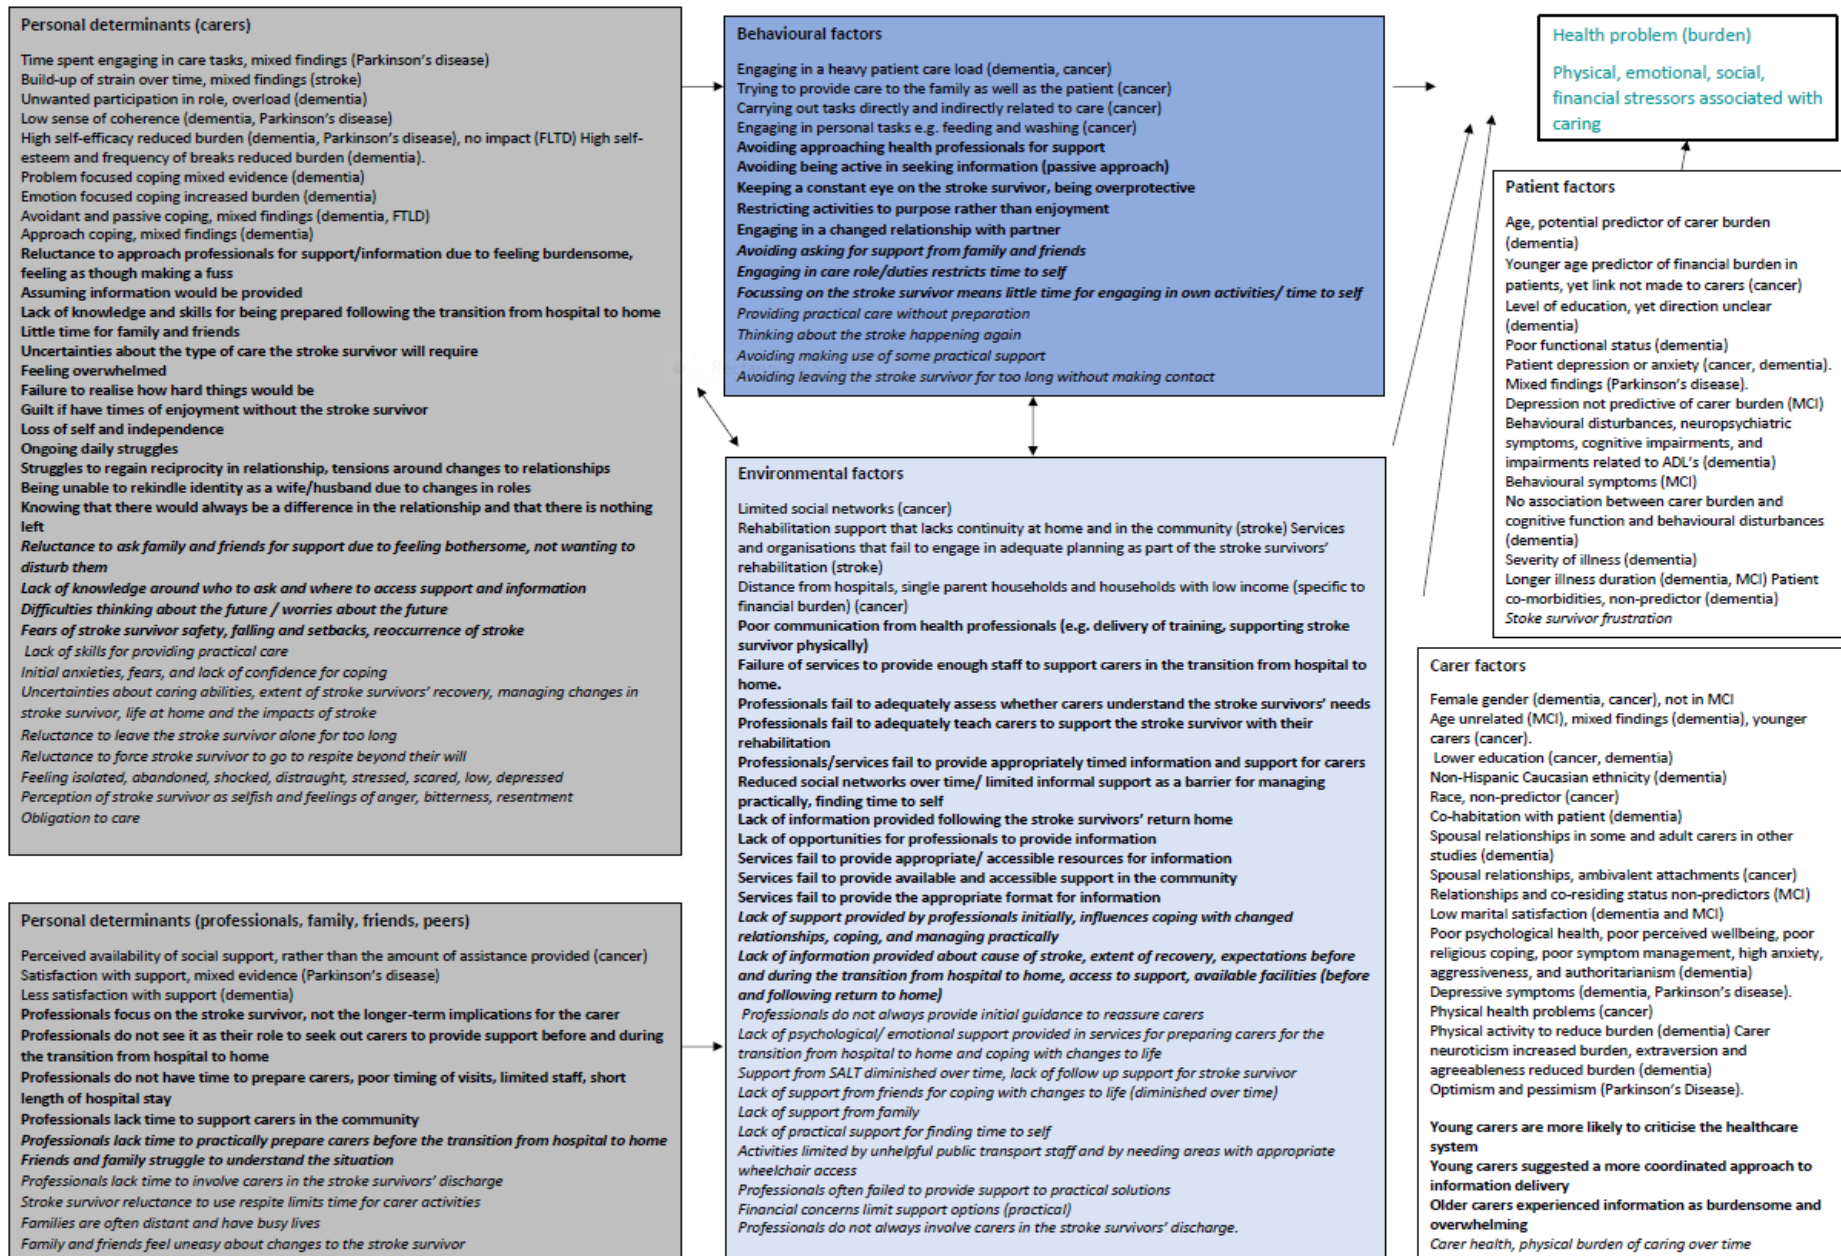 Personal determinants (carers)
Time spent engaging in care tasks, mixed findings (Parkinson's disease)
Build-up of strain over time, mixed findings (stroke)
Unwanted participation in role, overload (dementia)
Low sense of coherence (dementia, Parkinson's disease)
High self-efficacy reduced burden (dementia, Parkinson's disease), no impact (FLTD) High self-
esteem and frequency of breaks reduced burden (dementia).
Problem focused coping mixed evidence (dementia)
Emotion focused coping increased burden (dementia)
Avoidant and passive coping, mixed findings (dementia, FTLD)
Approach coping, mixed findings (dementia)
Reluctance to approach professionals for support/information due to feeling burdensome,
feeling as though making a fuss
Assuming information would be provided
Lack of knowledge and skills for being prepared following the transition from hospital to home
Little time for family and friends
Uncertainties about the type of care the stroke survivor will require
Feeling overwhelmed
Failure to realise how hard things would be
Guilt if have times of enjoyment without the stroke survivor
Loss of self and independence
Ongoing daily struggles
Struggles to regain reciprocity in relationship, tensions around changes to relationships
Being unable to rekindle identity as a wife/husband due to changes in roles
Knowing that there would always be a difference in the relationship and that there is nothing
left
Reluctance to ask family and friends for support due to feeling bothersome, not wanting to
disturb them
Lack of knowledge around who to ask and where to access support and information
Difficulties thinking about the future / worries about the future
Fears of stroke survivor safety, falling and setbacks, reoccurrence of stroke
Lack of skills for providing practical care
Initial anxieties, fears, and lack of confidence for coping
Uncertainties about caring abilities, extent of stroke survivors' recovery, managing changes in
stroke survivor, life at home and the impacts of stroke
Reluctance to leave the stroke survivor alone for too long
Reluctance to force stroke survivor to go to respite beyond their will
Feeling isolated, abandoned, shocked, distraught, stressed, scared, low, depressed
Perception of stroke survivor as selfish and feelings of anger, bitterness, resentment
Obligation to care
Personal determinants (professionals, family, friends, peers)
Perceived availability of social support, rather than the amount of assistance provided (cancer)
Satisfaction with support, mixed evidence (Parkinson's disease)
Less satisfaction with support (dementia)
Professionals focus on the stroke survivor, not the longer-term implications for the carer
Professionals do not see it as their role to seek out carers to provide support before and during
the transition from hospital to home
Professionals do not have time to prepare carers, poor timing of visits, limited staff, short
length of hospital stay
Professionals lack time to support carers in the community
Professionals lack time to practically prepare carers before the transition from hospital to home
Friends and family struggle to understand the situation
Professionals lack time to involve carers in the stroke survivors' discharge
Stroke survivor reluctance to use respite limits time for carer activities
Families are often distant and have busy lives
Family and friends feel uneasy about changes to the stroke survivor
Behavioural factors
Engaging in a heavy patient care load (dementia, cancer)
Trying to provide care to the family as well as the patient (cancer)
Carrying out tasks directly and indirectly related to care (cancer)
Engaging in personal tasks e.g. feeding and washing (cancer)
Avoiding approaching health professionals for support
Avoiding being active in seeking information (passive approach)
Keeping a constant eye on the stroke survivor, being overprotective
Restricting activities to purpose rather than enjoyment
Engaging in a changed relationship with partner
Avoiding asking for support from family and friends
Engaging in care role/duties restricts time to self
Focussing on the stroke survivor means little time for engaging in own activities/ time to self
Providing practical care without preparation
Thinking about the stroke happening again
Avoiding making use of some practical support
Avoiding leaving the stroke survivor for too long without making contact
Environmental factors
Limited social networks (cancer)
Rehabilitation support that lacks continuity at home and in the community (stroke) Services
and organisations that fail to engage in adequate planning as part of the stroke survivors'
rehabilitation (stroke)
Distance from hospitals, single parent households and households with low income (specific to
financial burden) (cancer)
Poor communication from health professionals (e.g. delivery of training, supporting stroke
survivor physically)
Failure of services to provide enough staff to support carers in the transition from hospital to
home.
Professionals fail to adequately assess whether carers understand the stroke survivors' needs
Professionals fail to adequately teach carers to support the stroke survivor with their
rehabilitation
Professionals/services fail to provide appropriately timed information and support for carers
Reduced social networks over time/ limited informal support as a barrier for managing
practically, finding time to self
Lack of information provided following the stroke survivors' return home
Lack of opportunities for professionals to provide information
Services fail to provide appropriate/ accessible resources for information
Services fail to provide available and accessible support in the community
Services fail to provide the appropriate format for information
Lack of support provided by professionals initially, influences coping with changed
relationships, coping, and managing practically
Lack of information provided about cause of stroke, extent of recovery, expectations before
and during the transition from hospital to home, access to support, available facilities (before
and following return to home)
Professionals do not always provide initial guidance to reassure carers
Lack of psychological/ emotional support provided in services for preparing carers for the
transition from hospital to home and coping with changes to life
Support from SALT diminished over time, lack of follow up support for stroke survivor
Lack of support from friends for coping with changes to life (diminished over time)
Lack of support from family
Lack of practical support for finding time to self
Activities limited by unhelpful public transport staff and by needing areas with appropriate
wheelchair access
Professionals often failed to provide support to practical solutions
Financial concerns limit support options (practical)
Professionals do not always involve carers in the stroke survivors' discharge.
Health problem (burden)
Physical, emotional, social,
financial stressors associated with
caring
Patient factors
Age, potential predictor of carer burden
(dementia)
Younger age predictor of financial burden in
patients, yet link not made to carers (cancer)
Level of education, yet direction unclear
(dementia)
Poor functional status (dementia)
Patient depression or anxiety (cancer, dementia).
Mixed findings (Parkinson's disease).
Depression not predictive of carer burden (MCI)
Behavioural disturbances, neuropsychiatric
symptoms, cognitive impairments, and
impairments related to ADL's (dementia)
Behavioural symptoms (MCI)
No association between carer burden and
cognitive function and behavioural disturbances
(dementia)
Severity of illness (dementia)
Longer illness duration (dementia, MCI) Patient
co-morbidities, non-predictor (dementia)
Stoke survivor frustration
Carer factors
Female gender (dementia, cancer), not in MCI
Age unrelated (MCI), mixed findings (dementia), younger
carers (cancer).
Lower education (cancer, dementia)
Non-Hispanic Caucasian ethnicity (dementia)
Race, non-predictor (cancer)
Co-habitation with patient (dementia)
Spousal relationships in some and adult carers in other
studies (dementia)
Spousal relationships, ambivalent attachments (cancer)
Relationships and co-residing status non-predictors (MCI)
Low marital satisfaction (dementia and MCI)
Poor psychological health, poor perceived wellbeing, poor
religious coping, poor symptom management, high anxiety,
aggressiveness, and authoritarianism (dementia)
Depressive symptoms (dementia, Parkinson's disease).
Physical health problems (cancer)
Physical activity to reduce burden (dementia) Carer
neuroticism increased burden, extraversion and
agreeableness reduced burden (dementia)
Optimism and pessimism (Parkinson's Disease).
Young carers are more likely to criticise the healthcare
system
Young carers suggested a more coordinated approach to
information delivery
Older carers experienced information as burdensome and
overwhelming
Carer health, physical burden of caring over time